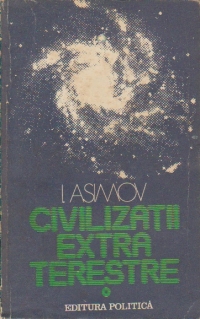 I. ASIMOV
CIVILIZAȚII
EXTRA
TERESTRE
EDITURA POLITICĂ